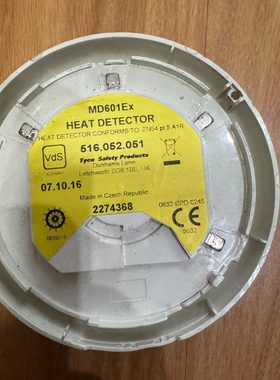 MD601Ex
HEAT DETECTOR
HEAT DETECTOR CONFORMS TO. EN54 pt 5 A1R
VdS
516.052.051
Tyco Safety Products
Dunhams Lane
Letchworth SG6 1BE, UK
07.10.16
Made in Czech Republic
2274368
0832-CPD-0245
CE
0632